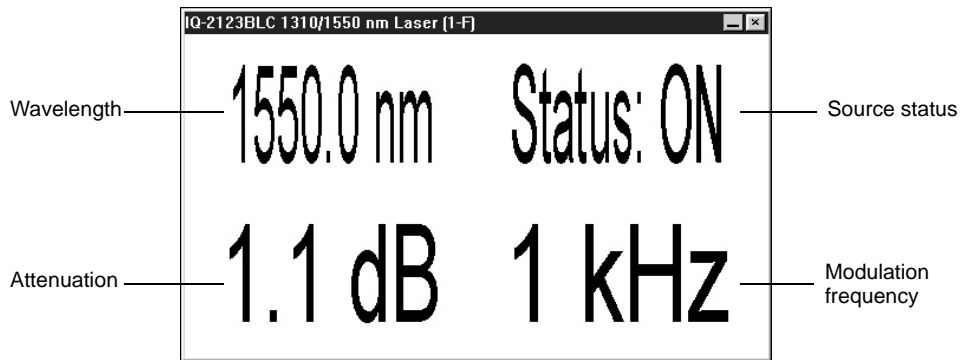 IQ-2123BLC 1310/1550 nm Laser (1-F)
Wavelength
1550.0 nm
Status: ON
Source status
Attenuation
1.1 dB
1 kHz
Modulation
frequency